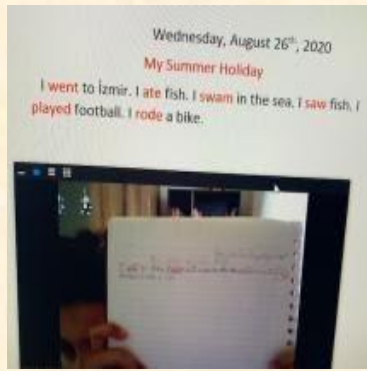 Wednesday, August 26th, 2020
My Summer Holiday
I went to İzmir. I ate fish. I swam in the sea. I saw fish. I
played football. I rode a bike.